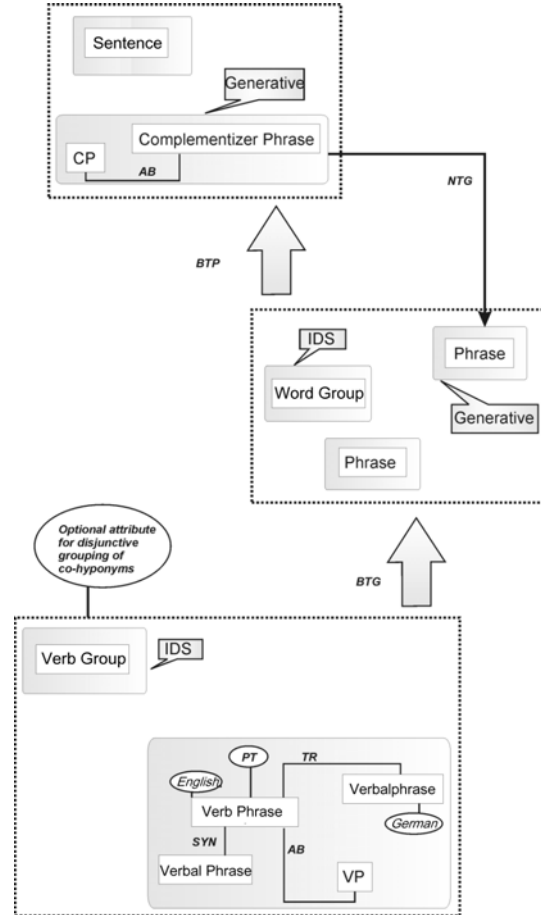 Sentence
Generative
Complementizer Phrase
CP
AB
NTG
BTP
IDS
Phrase
Word Group
Generative
Phrase
Optional attribute
for disjunctive
grouping of
co-hyponyms
BTG
Verb Group
IDS
PT
TR
English
Verbalphrase
Verb Phrase
German
SYN
AB
Verbal Phrase
VP